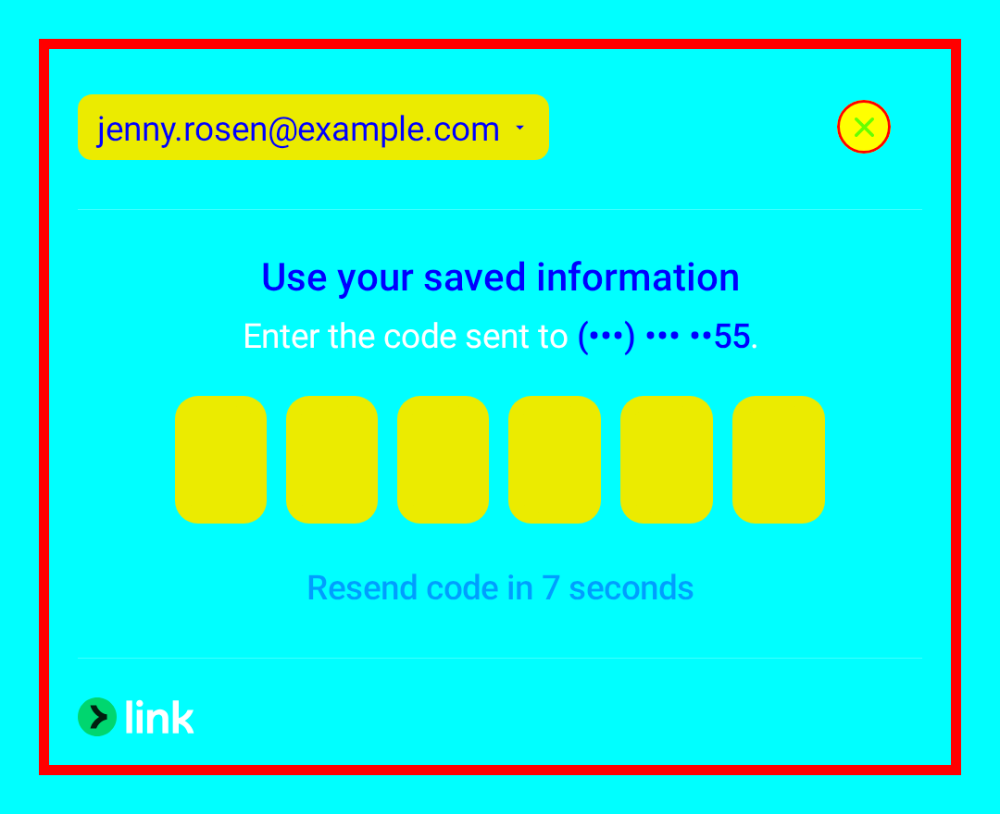 jenny.rosen@example.com
Use your saved information
Enter the code sent to (•••) ••• ••55.
Resend code in 7 seconds
link